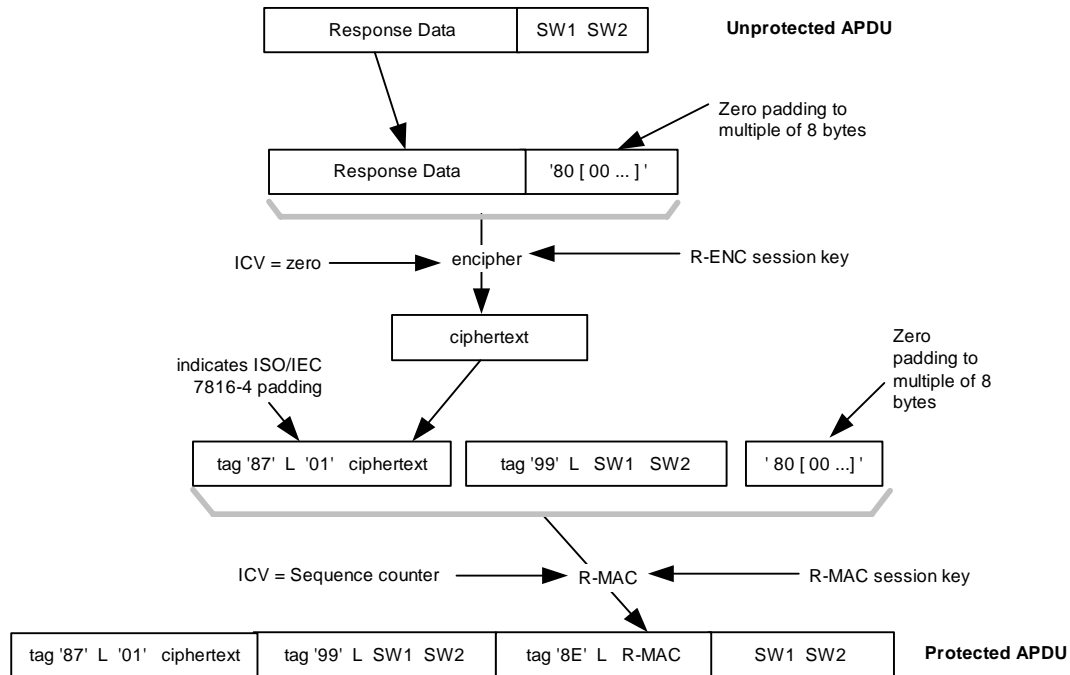 Response Data SW1 SW2 Unprotected APDU
Zero padding to
multiple of 8 bytes
Response Data '80 [ 00 ... ] '
ICV = zero encipher R-ENC session key
ciphertext
indicates ISO/IEC
7816-4 padding
Zero
padding to
multiple of 8
bytes
tag '87' L '01' ciphertext tag '99' L SW1 SW2 ' 80 [ 00 ...] '
ICV = Sequence counter R-MAC R-MAC session key
tag '87' L '01' ciphertext tag '99' L SW1 SW2 tag '8E' L R-MAC SW1 SW2 Protected APDU